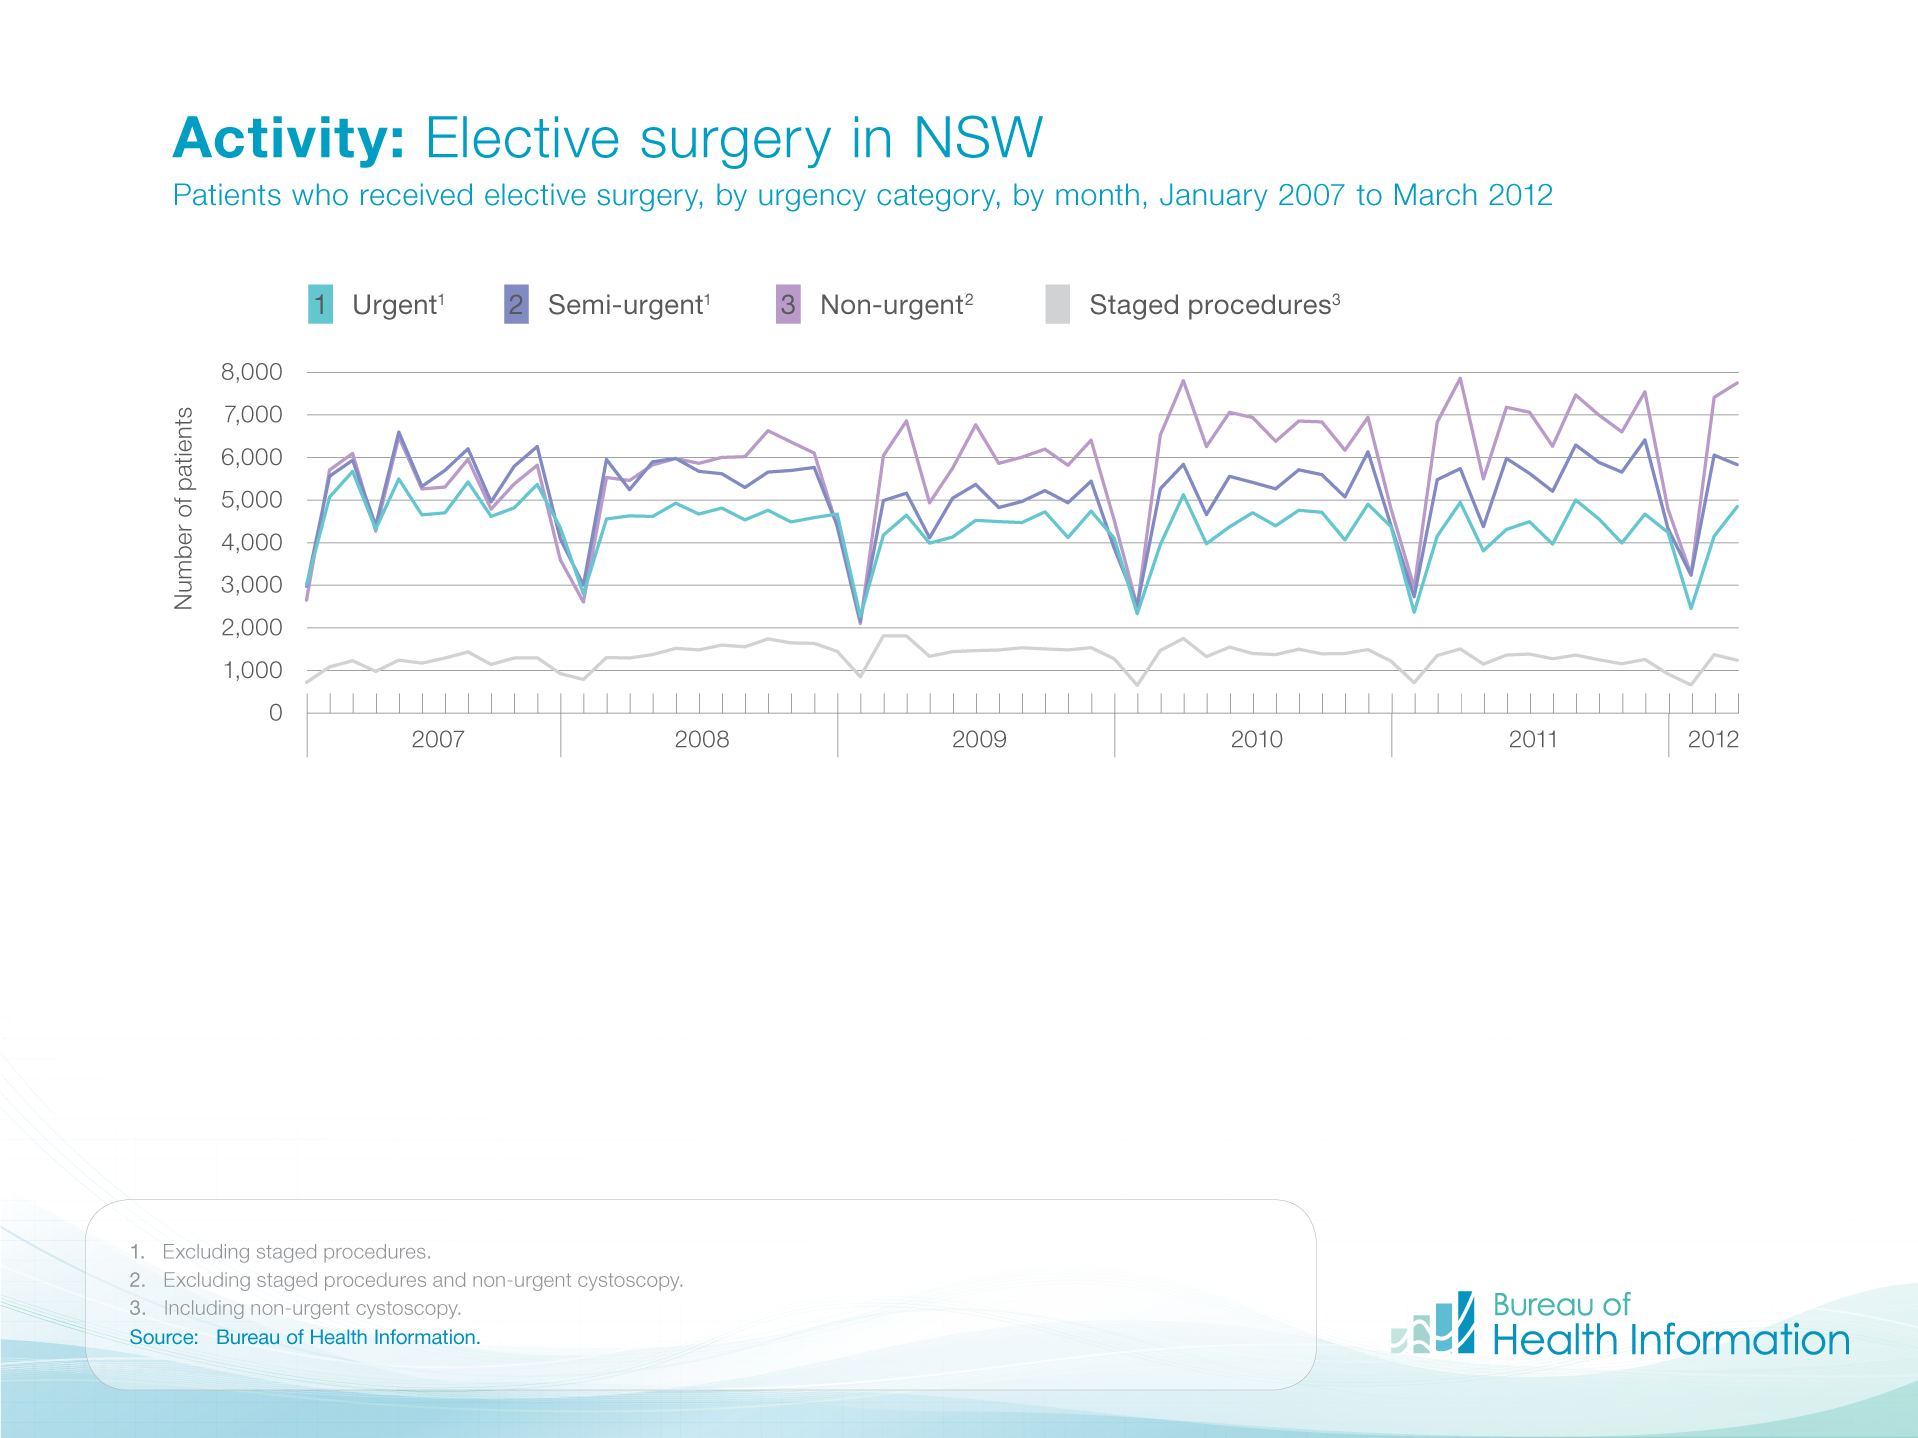 Activity: Elective surgery in NSW
Patients who received elective surgery, by urgency category, by month, January 2007 to March 2012
1 Urgent¹ 2 Semi-urgent¹ 3 Non-urgent² Staged procedures³
Number of patients
8,000
7,000
6,000
5,000
4,000
3,000
2,000
1,000
0
2007 2008 2009 2010 2011 2012
1. Excluding staged procedures.
2. Excluding staged procedures and non-urgent cystoscopy.
3. Including non-urgent cystoscopy.
Source: Bureau of Health Information.
Bureau of
Health Information